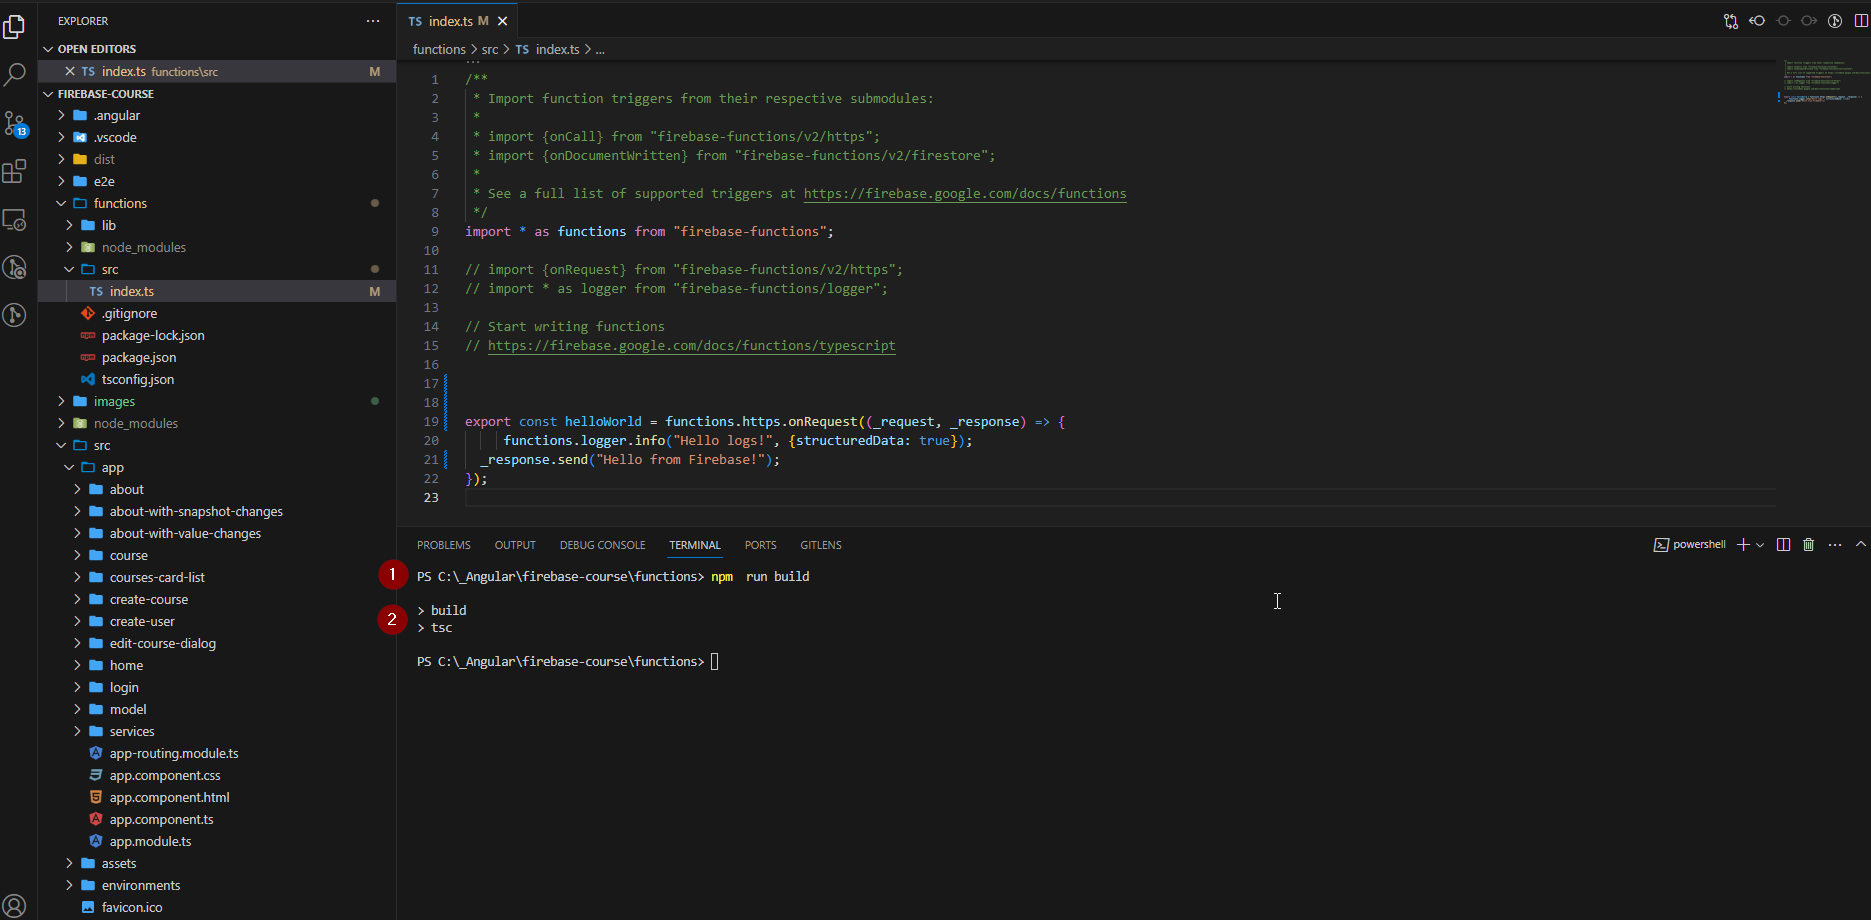 EXPLORER
OPEN EDITORS
TS index.ts functions\src M
FIREBASE-COURSE
.angular
.vscode
dist
e2e
functions
lib
node_modules
src
TS index.ts M
.gitignore
package-lock.json
package.json
tsconfig.json
images
node_modules
src
app
about
about-with-snapshot-changes
about-with-value-changes
course
courses-card-list
create-course
create-user
edit-course-dialog
home
login
model
services
app-routing.module.ts
app.component.css
app.component.html
app.component.ts
app.module.ts
assets
environments
favicon.ico
13
TS index.ts M
functions > src > TS index.ts > ...
1 /**
2 * Import function triggers from their respective submodules:
3 *
4 * import {onCall} from "firebase-functions/v2/https";
5 * import {onDocumentWritten} from "firebase-functions/v2/firestore";
6 *
7 * See a full list of supported triggers at https://firebase.google.com/docs/functions
8 */
9 import * as functions from "firebase-functions";
10
11 // import {onRequest} from "firebase-functions/v2/https";
12 // import * as logger from "firebase-functions/logger";
13
14 // Start writing functions
15 // https://firebase.google.com/docs/functions/typescript
16
17
18
19 export const helloWorld = functions.https.onRequest((_request, _response) => {
20 functions.logger.info("Hello logs!", {structuredData: true});
21 _response.send("Hello from Firebase!");
22 });
23
PROBLEMS OUTPUT DEBUG CONSOLE TERMINAL PORTS GITLENS powershell
1 PS C:\_Angular\firebase-course\functions> npm  run build
> build
2
> tsc
PS C:\_Angular\firebase-course\functions>